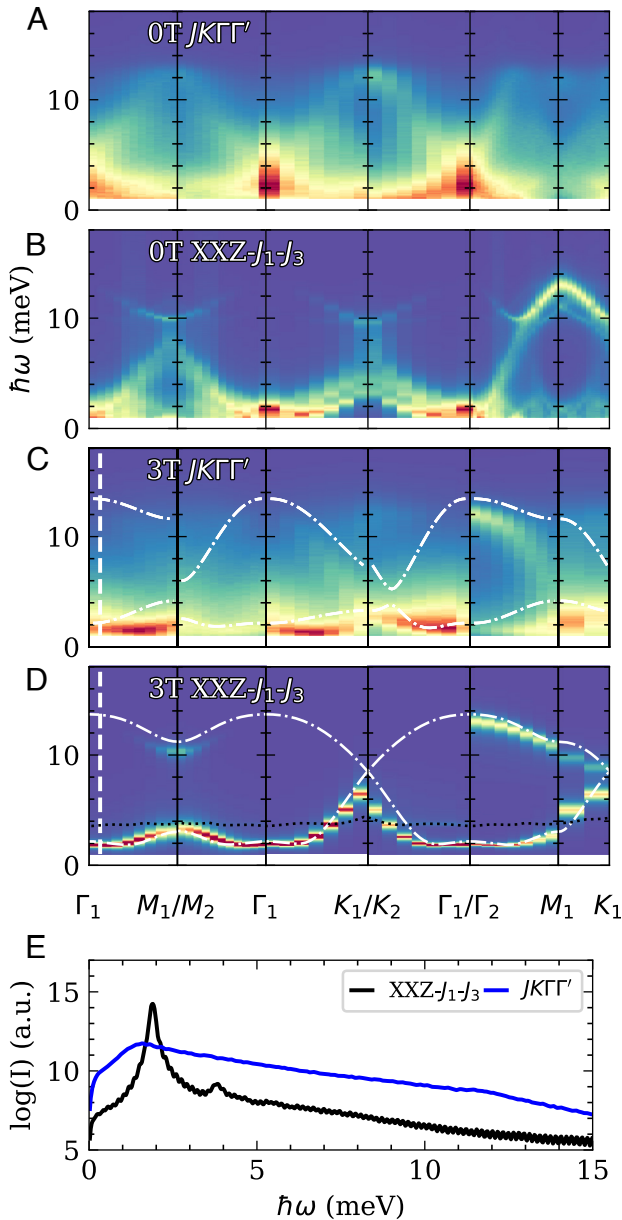 A
0T JKΓΓ′
10
0
B
0T XXZ-J₁-J₃
10
0
ħω (meV)
C
3T JKΓΓ′
10
0
D
3T XXZ-J₁-J₃
10
0
Γ₁ M₁/M₂ Γ₁ K₁/K₂ Γ₁/Γ₂ M₁ K₁
E
XXZ-J₁-J₃ JKΓΓ′
15
10
5
log(I) (a.u.)
0 5 10 15
ħω (meV)